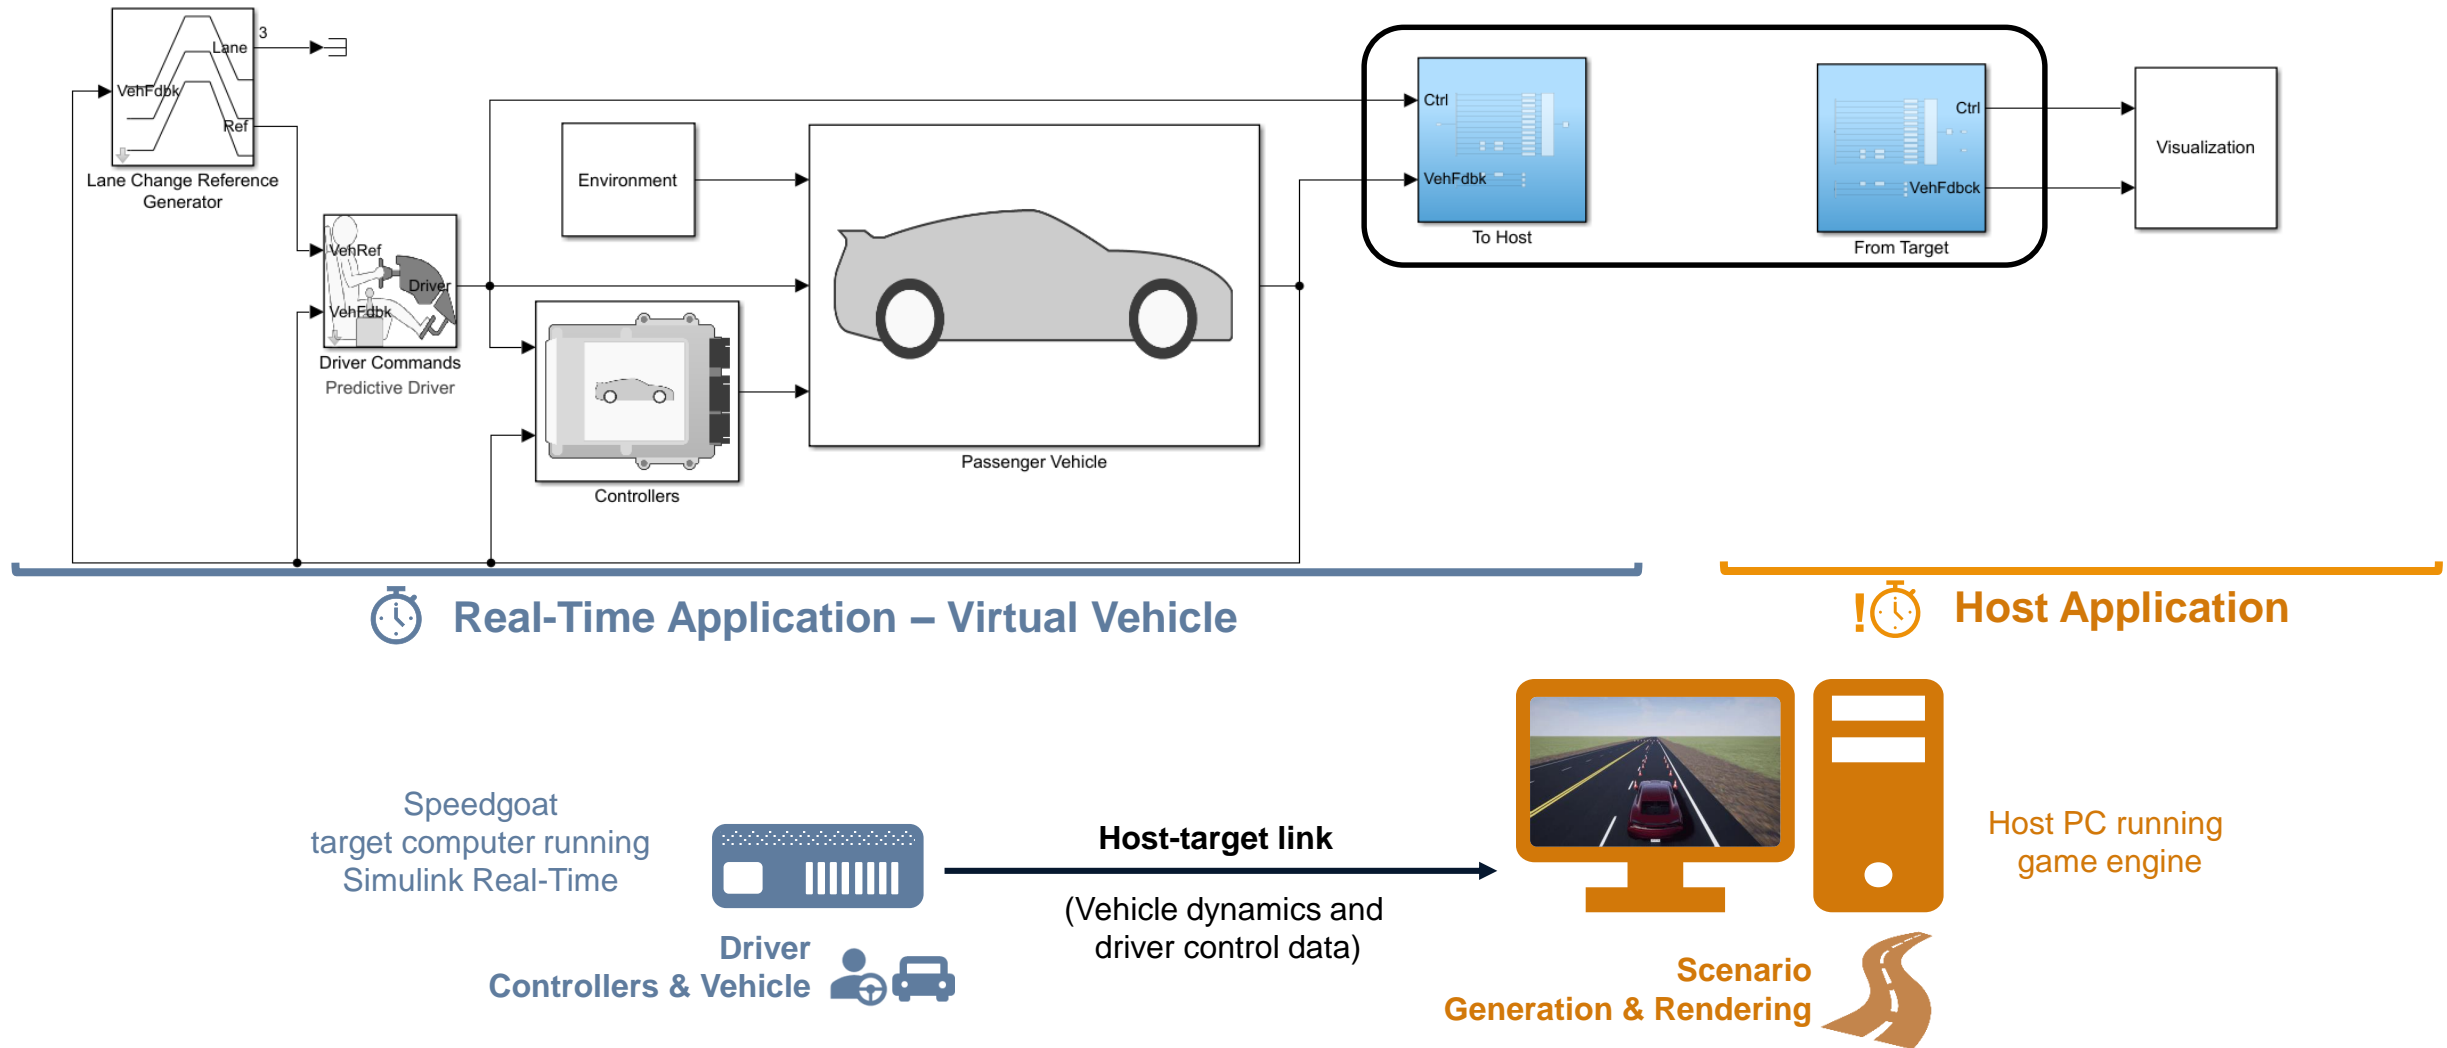 3
Lane
VehFdbk
Ref
Lane Change Reference
Generator
VehRef
Driver
VehFdbk
Driver Commands
Predictive Driver
Environment
Controllers
Passenger Vehicle
Ctrl
VehFdbk
To Host
Ctrl
VehFdbck
From Target
Visualization
Real-Time Application – Virtual Vehicle
! Host Application
Speedgoat
target computer running
Simulink Real-Time
Driver
Controllers & Vehicle
Host-target link
(Vehicle dynamics and
driver control data)
Host PC running
game engine
Scenario
Generation & Rendering